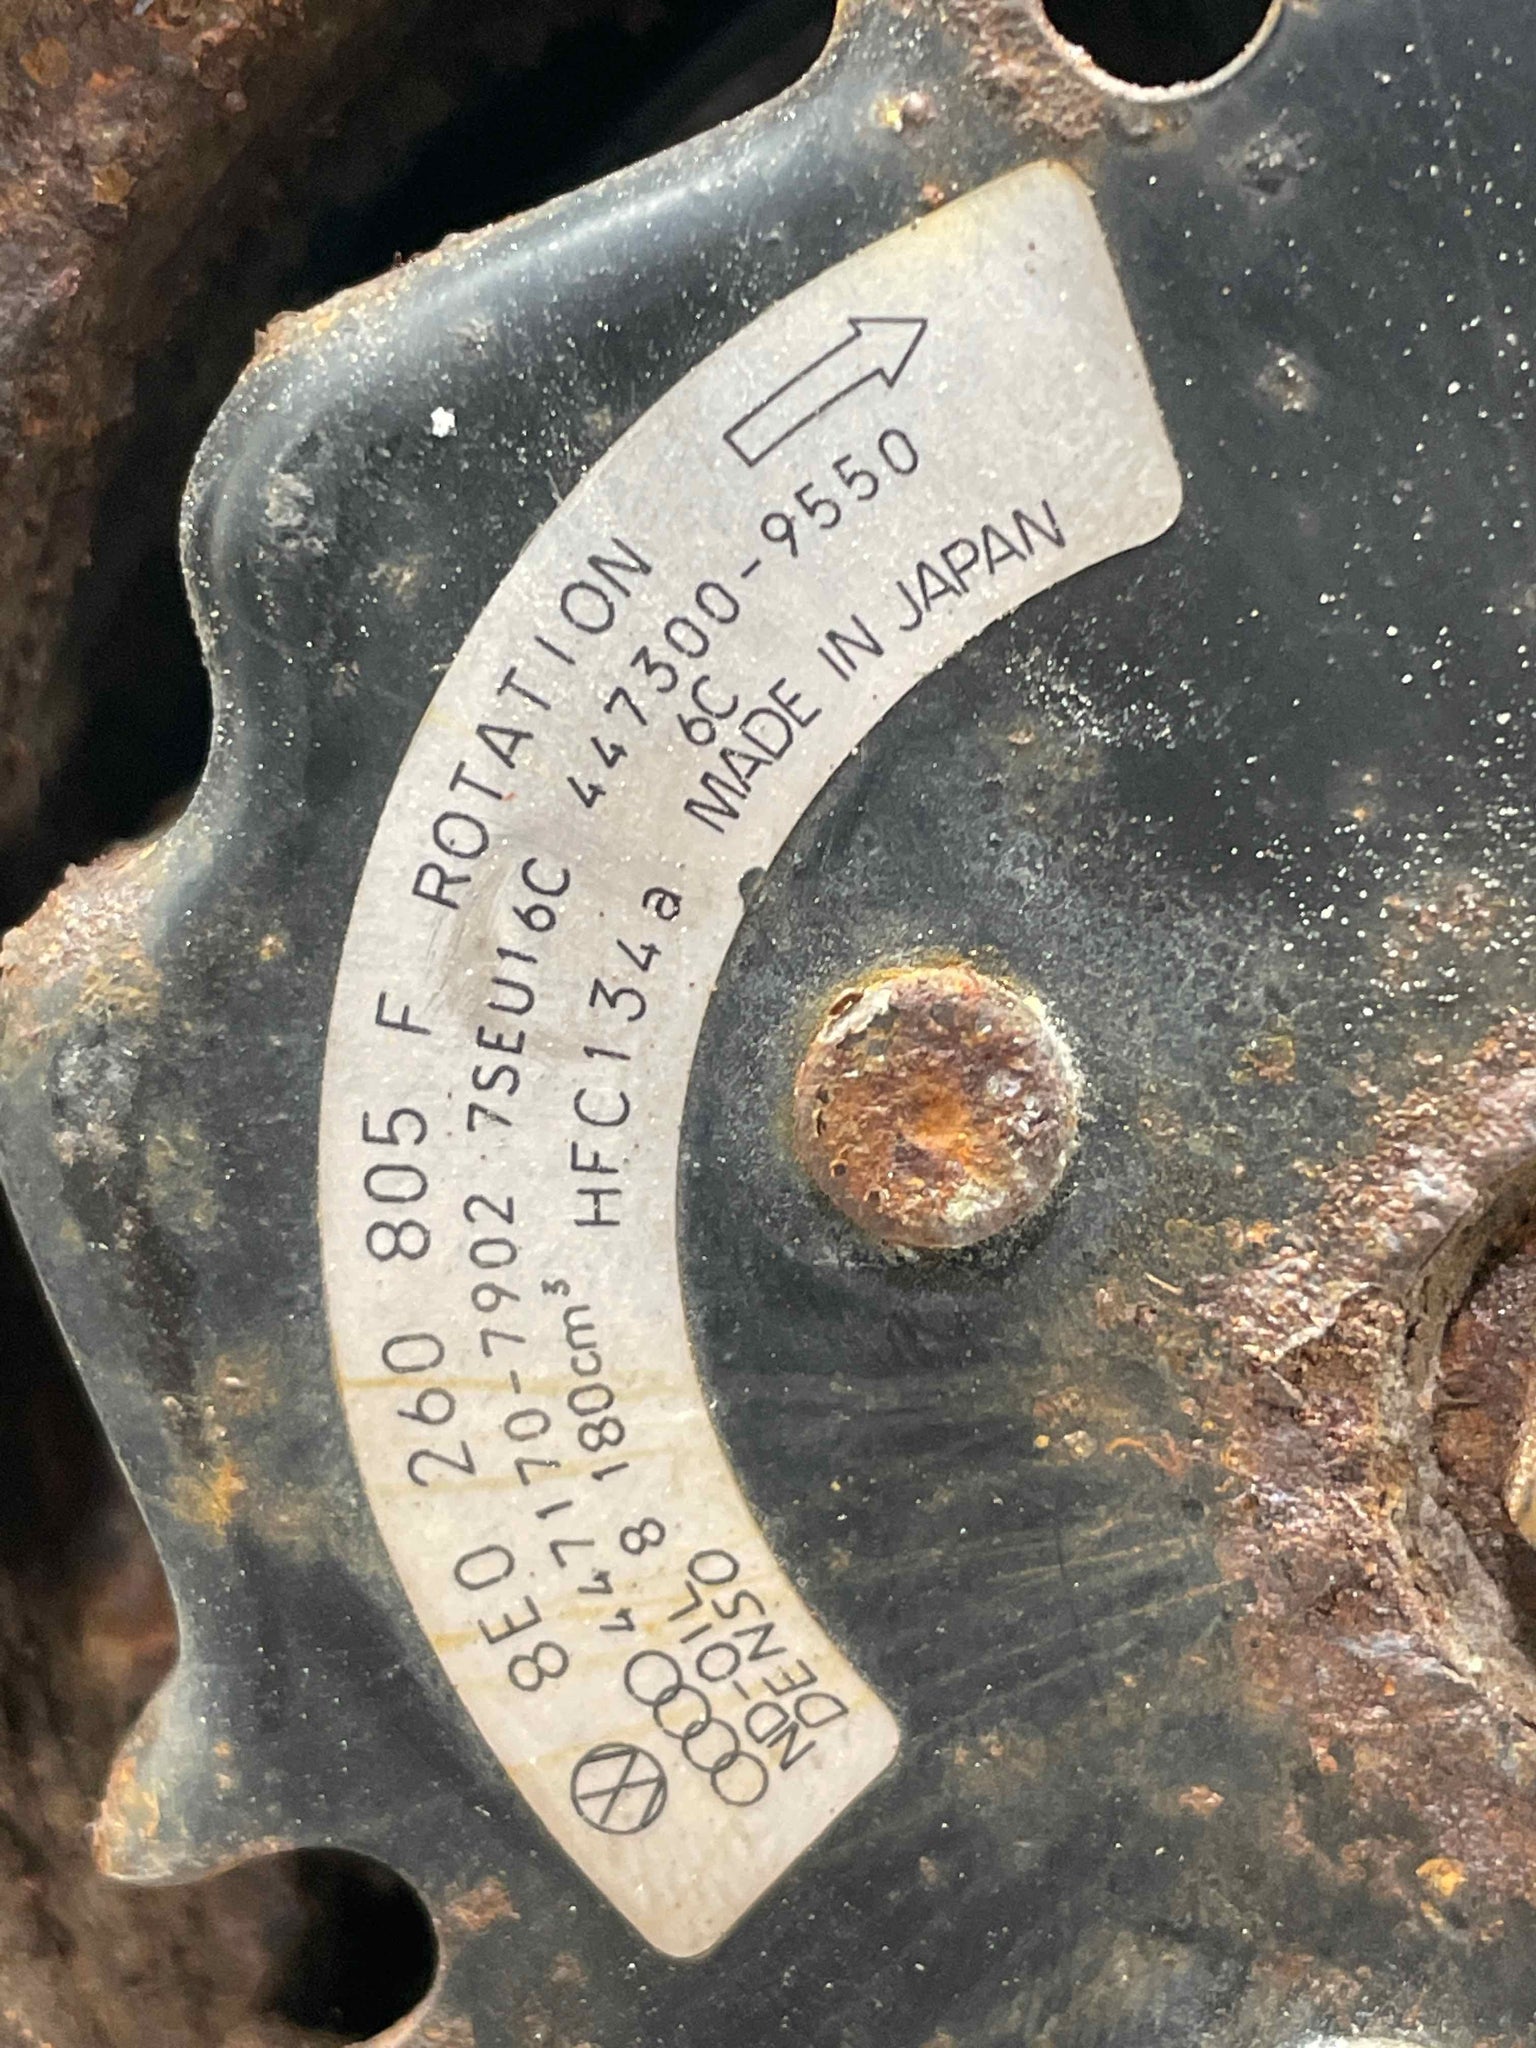 8E0 260 805 F ROTATION
447170-7902 7SEU16C 447300-9550
ND-OIL 8 180cm³ HFC134a 6C
DENSO MADE IN JAPAN